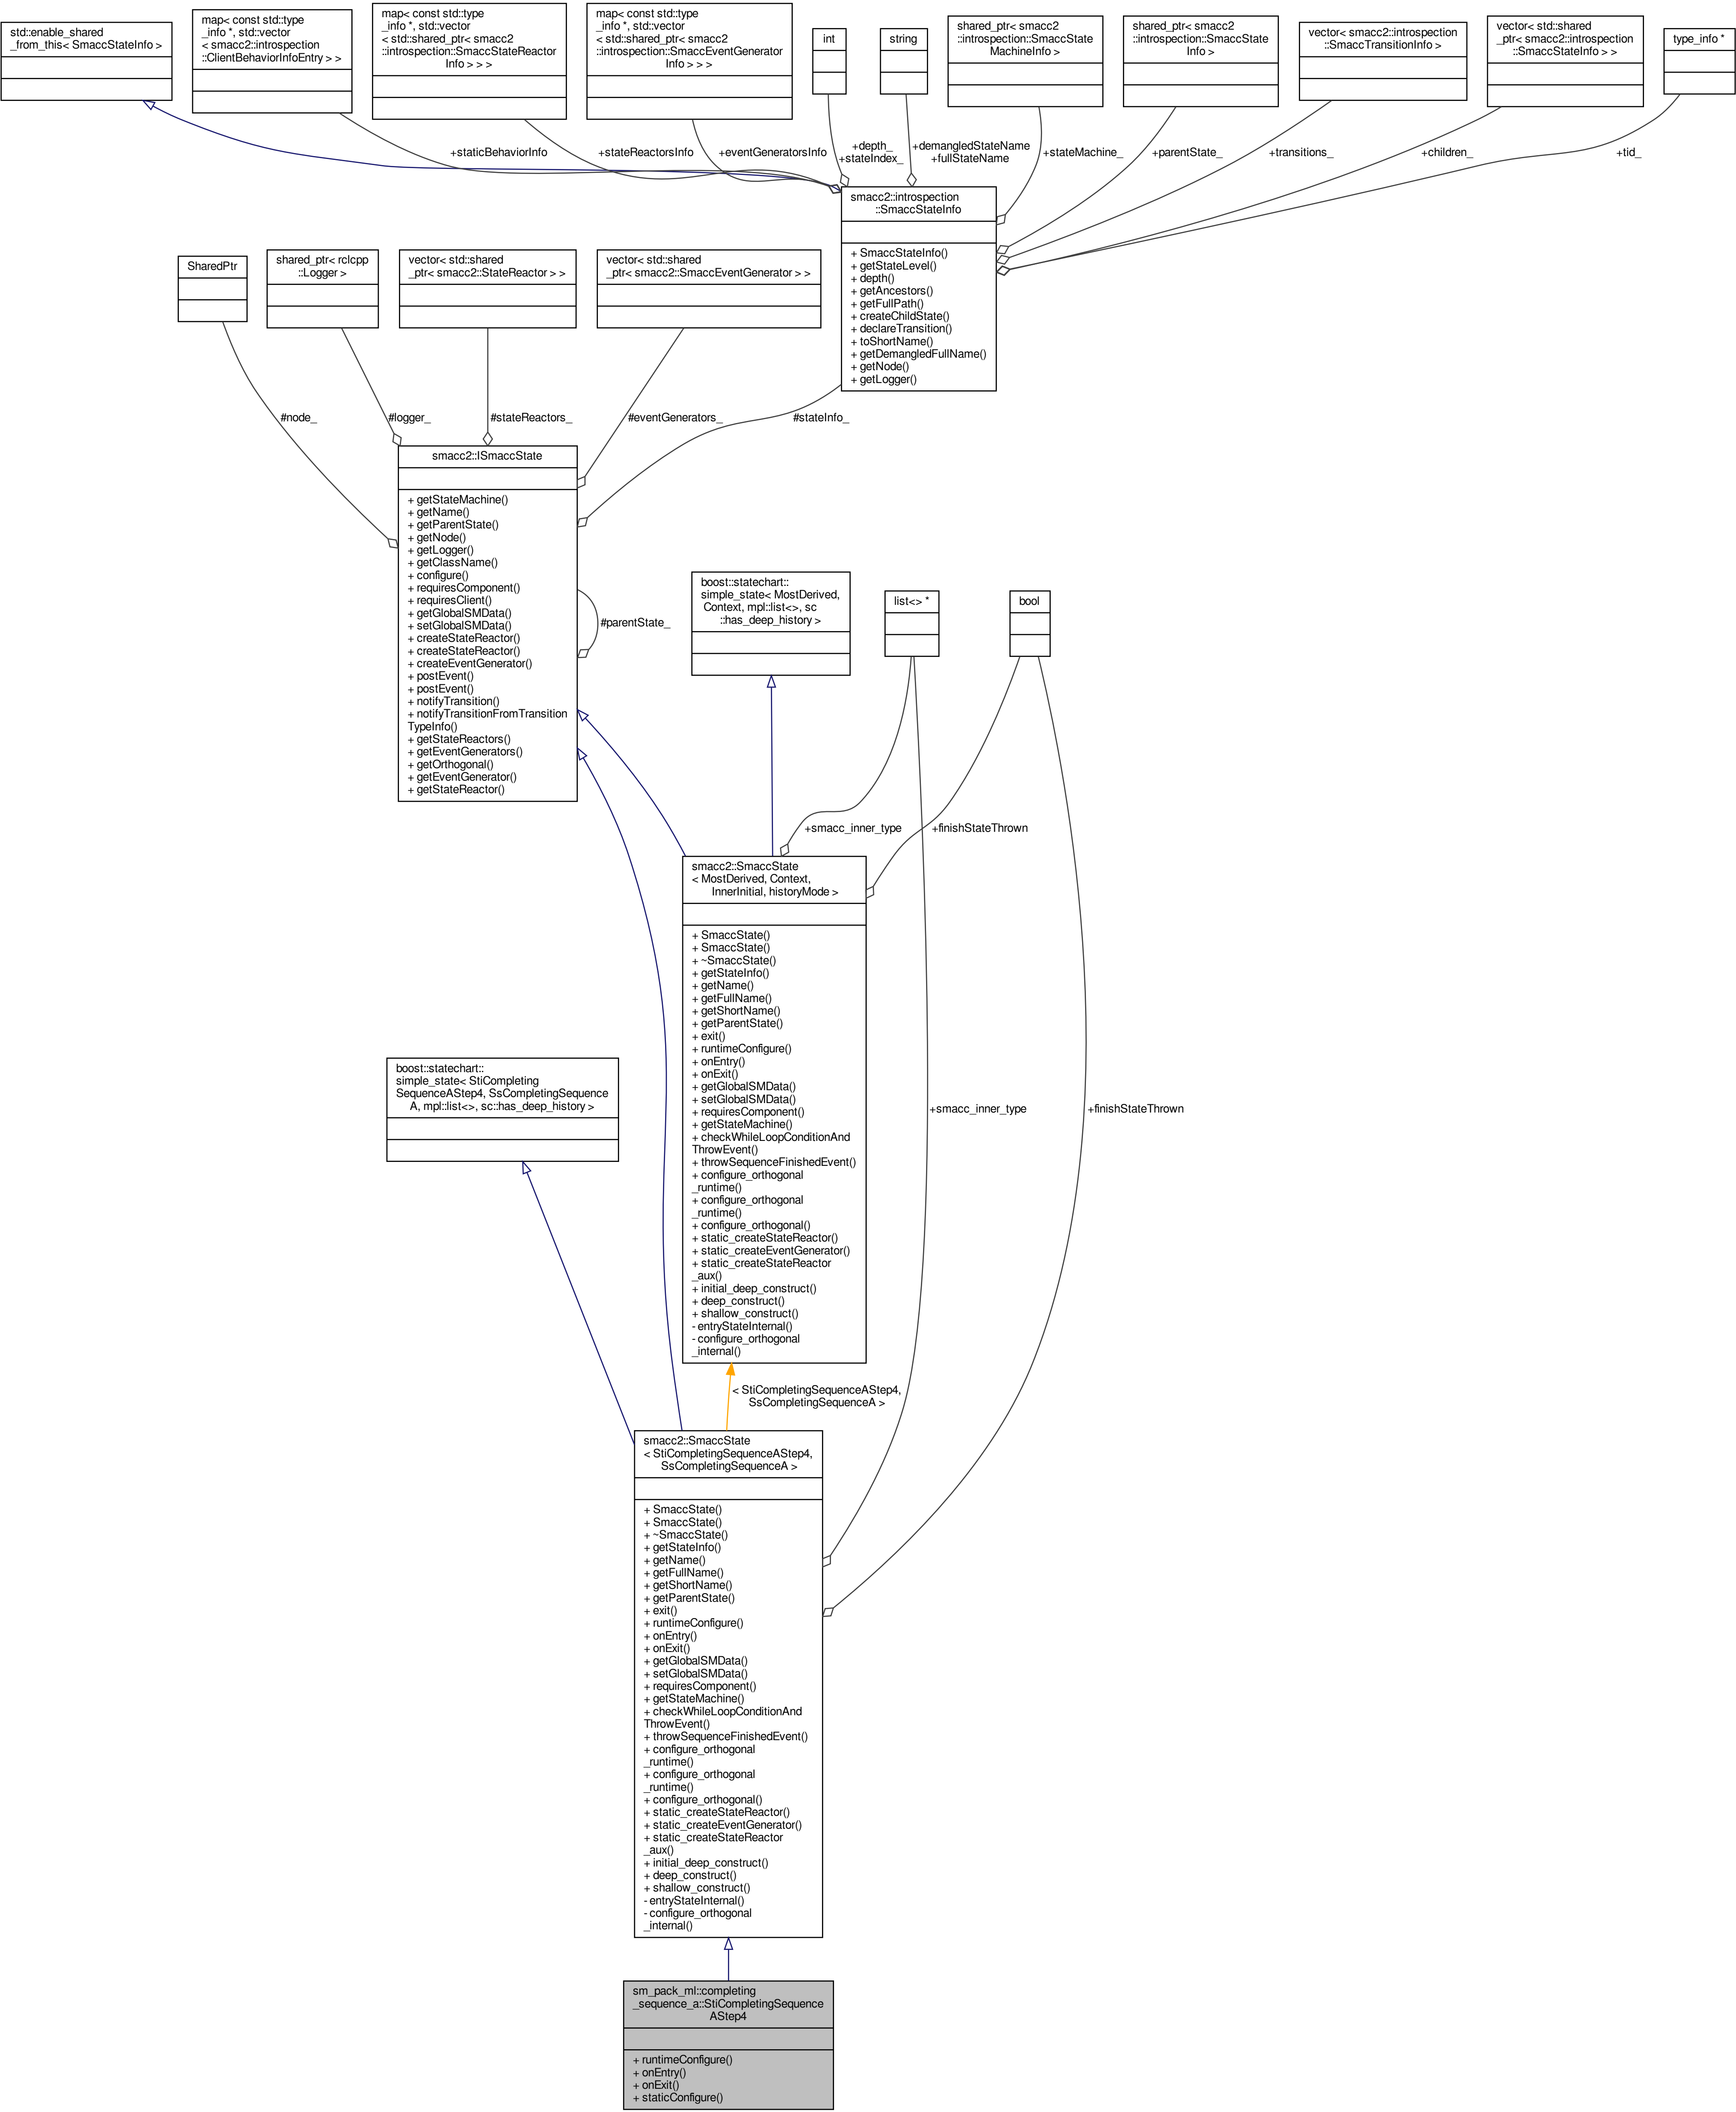 std::enable_shared
_from_this< SmaccStateInfo >
map< const std::type
_info *, std::vector
< smacc2::introspection
::ClientBehaviorInfoEntry > >
map< const std::type
_info *, std::vector
< std::shared_ptr< smacc2
::introspection::SmaccStateReactor
Info > > >
map< const std::type
_info *, std::vector
< std::shared_ptr< smacc2
::introspection::SmaccEventGenerator
Info > > >
int
string
shared_ptr< smacc2
::introspection::SmaccState
MachineInfo >
shared_ptr< smacc2
::introspection::SmaccState
Info >
vector< smacc2::introspection
::SmaccTransitionInfo >
vector< std::shared
_ptr< smacc2::introspection
::SmaccStateInfo > >
type_info *
+staticBehaviorInfo
+stateReactorsInfo
+eventGeneratorsInfo
+depth_
+stateIndex_
+demangledStateName
+fullStateName
+stateMachine_
+parentState_
+transitions_
+children_
+tid_
smacc2::introspection
::SmaccStateInfo
+ SmaccStateInfo()
+ getStateLevel()
+ depth()
+ getAncestors()
+ getFullPath()
+ createChildState()
+ declareTransition()
+ toShortName()
+ getDemangledFullName()
+ getNode()
+ getLogger()
SharedPtr
shared_ptr< rclcpp
::Logger >
vector< std::shared
_ptr< smacc2::StateReactor > >
vector< std::shared
_ptr< smacc2::SmaccEventGenerator > >
#node_
#logger_
#stateReactors_
#eventGenerators_
#stateInfo_
smacc2::ISmaccState
+ getStateMachine()
+ getName()
+ getParentState()
+ getNode()
+ getLogger()
+ getClassName()
+ configure()
+ requiresComponent()
+ requiresClient()
+ getGlobalSMData()
+ setGlobalSMData()
+ createStateReactor()
+ createStateReactor()
+ createEventGenerator()
+ postEvent()
+ postEvent()
+ notifyTransition()
+ notifyTransitionFromTransition
TypeInfo()
+ getStateReactors()
+ getEventGenerators()
+ getOrthogonal()
+ getEventGenerator()
+ getStateReactor()
#parentState_
boost::statechart::
simple_state< MostDerived,
Context, mpl::list<>, sc
::has_deep_history >
list<> *
bool
+smacc_inner_type
+finishStateThrown
smacc2::SmaccState
< MostDerived, Context,
InnerInitial, historyMode >
+ SmaccState()
+ SmaccState()
+ ~SmaccState()
+ getStateInfo()
+ getName()
+ getFullName()
+ getShortName()
+ getParentState()
+ exit()
+ runtimeConfigure()
+ onEntry()
+ onExit()
+ getGlobalSMData()
+ setGlobalSMData()
+ requiresComponent()
+ getStateMachine()
+ checkWhileLoopConditionAnd
ThrowEvent()
+ throwSequenceFinishedEvent()
+ configure_orthogonal
_runtime()
+ configure_orthogonal
_runtime()
+ configure_orthogonal()
+ static_createStateReactor()
+ static_createEventGenerator()
+ static_createStateReactor
_aux()
+ initial_deep_construct()
+ deep_construct()
+ shallow_construct()
- entryStateInternal()
- configure_orthogonal
_internal()
boost::statechart::
simple_state< StiCompleting
SequenceAStep4, SsCompletingSequence
A, mpl::list<>, sc::has_deep_history >
+smacc_inner_type
+finishStateThrown
< StiCompletingSequenceAStep4,
SsCompletingSequenceA >
smacc2::SmaccState
< StiCompletingSequenceAStep4,
SsCompletingSequenceA >
+ SmaccState()
+ SmaccState()
+ ~SmaccState()
+ getStateInfo()
+ getName()
+ getFullName()
+ getShortName()
+ getParentState()
+ exit()
+ runtimeConfigure()
+ onEntry()
+ onExit()
+ getGlobalSMData()
+ setGlobalSMData()
+ requiresComponent()
+ getStateMachine()
+ checkWhileLoopConditionAnd
ThrowEvent()
+ throwSequenceFinishedEvent()
+ configure_orthogonal
_runtime()
+ configure_orthogonal
_runtime()
+ configure_orthogonal()
+ static_createStateReactor()
+ static_createEventGenerator()
+ static_createStateReactor
_aux()
+ initial_deep_construct()
+ deep_construct()
+ shallow_construct()
- entryStateInternal()
- configure_orthogonal
_internal()
sm_pack_ml::completing
_sequence_a::StiCompletingSequence
AStep4
+ runtimeConfigure()
+ onEntry()
+ onExit()
+ staticConfigure()